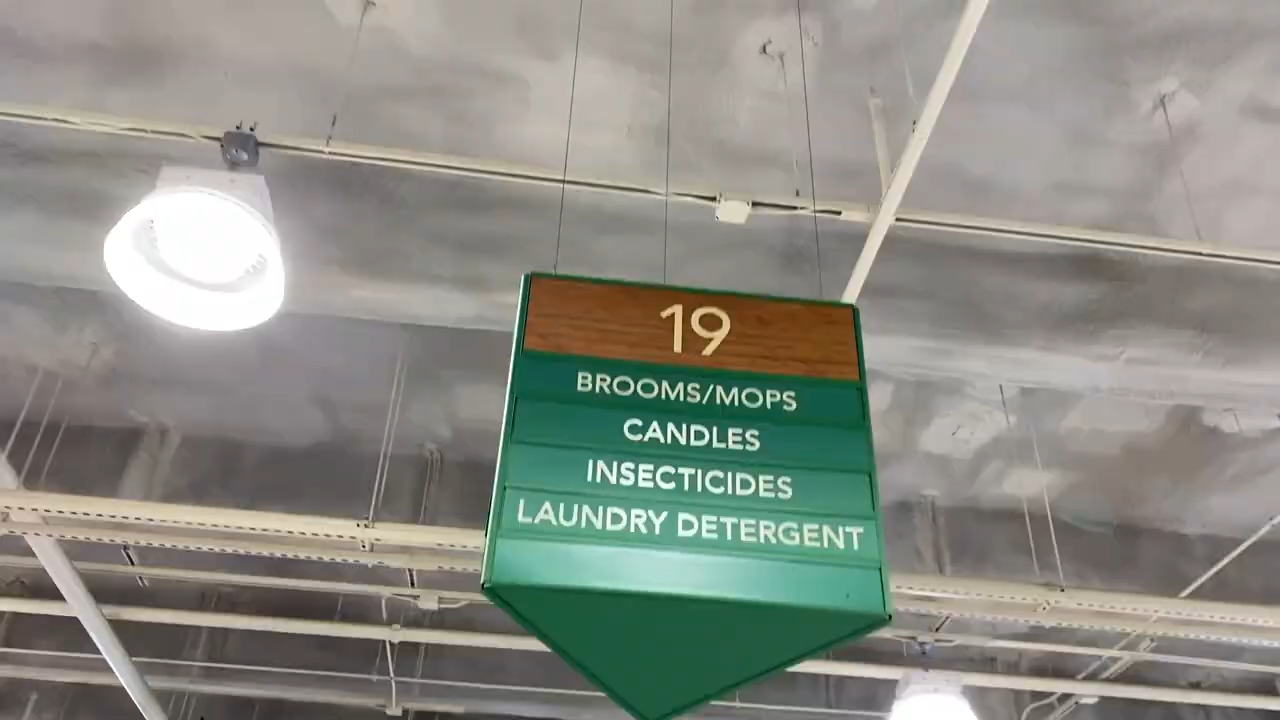 19
BROOMS/MOPS
CANDLES
INSECTICIDES
LAUNDRY DETERGENT